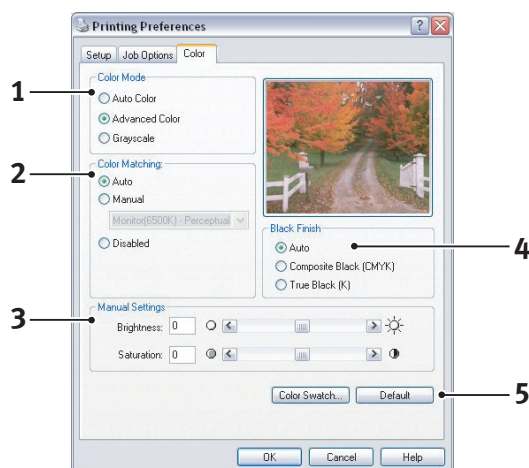 Printing Preferences
Setup Job Options Color
1
Color Mode
Auto Color
Advanced Color
Grayscale
2
Color Matching:
Auto
Manual
Monitor(6500K) - Perceptual
Disabled
Black Finish
4
Auto
Composite Black (CMYK)
True Black (K)
3
Manual Settings
Brightness: 0
Saturation: 0
5
Color Swatch... Default
OK Cancel Help